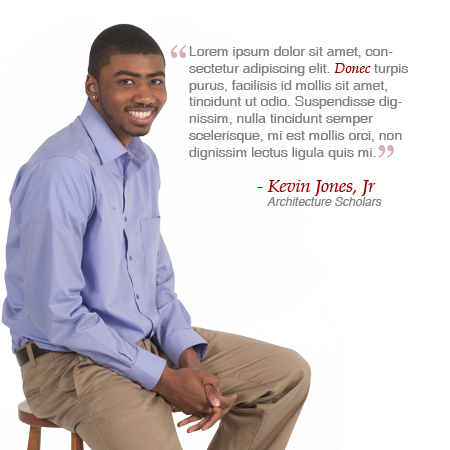 “Lorem ipsum dolor sit amet, con-
sectetur adipiscing elit. Donec turpis
purus, facilisis id mollis sit amet,
tincidunt ut odio. Suspendisse dig-
nissim, nulla tincidunt semper
scelerisque, mi est mollis orci, non
dignissim lectus ligula quis mi.”
- Kevin Jones, Jr
Architecture Scholars